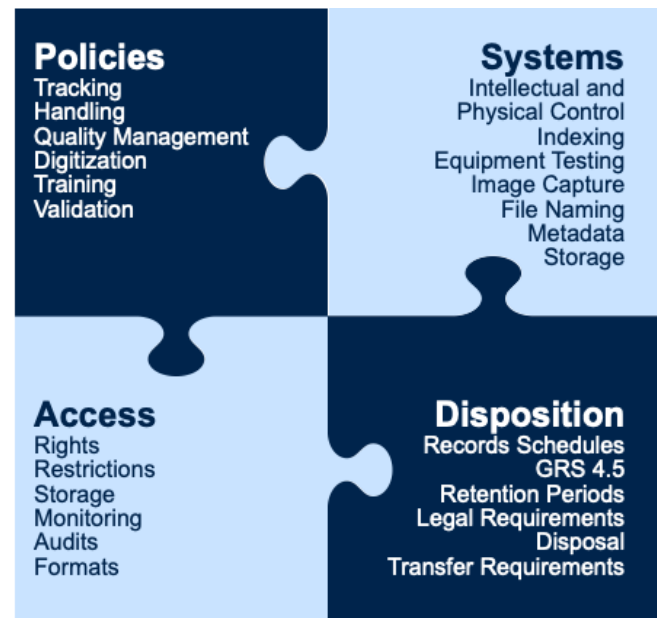 Policies
Tracking
Handling
Quality Management
Digitization
Training
Validation
Systems
Intellectual and
Physical Control
Indexing
Equipment Testing
Image Capture
File Naming
Metadata
Storage
Access
Rights
Restrictions
Storage
Monitoring
Audits
Formats
Disposition
Records Schedules
GRS 4.5
Retention Periods
Legal Requirements
Disposal
Transfer Requirements